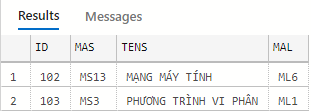 Results Messages
ID MAS TENS MAL
1 102 MS13 MẠNG MÁY TÍNH ML6
2 103 MS3 PHƯƠNG TRÌNH VI PHÂN ML1